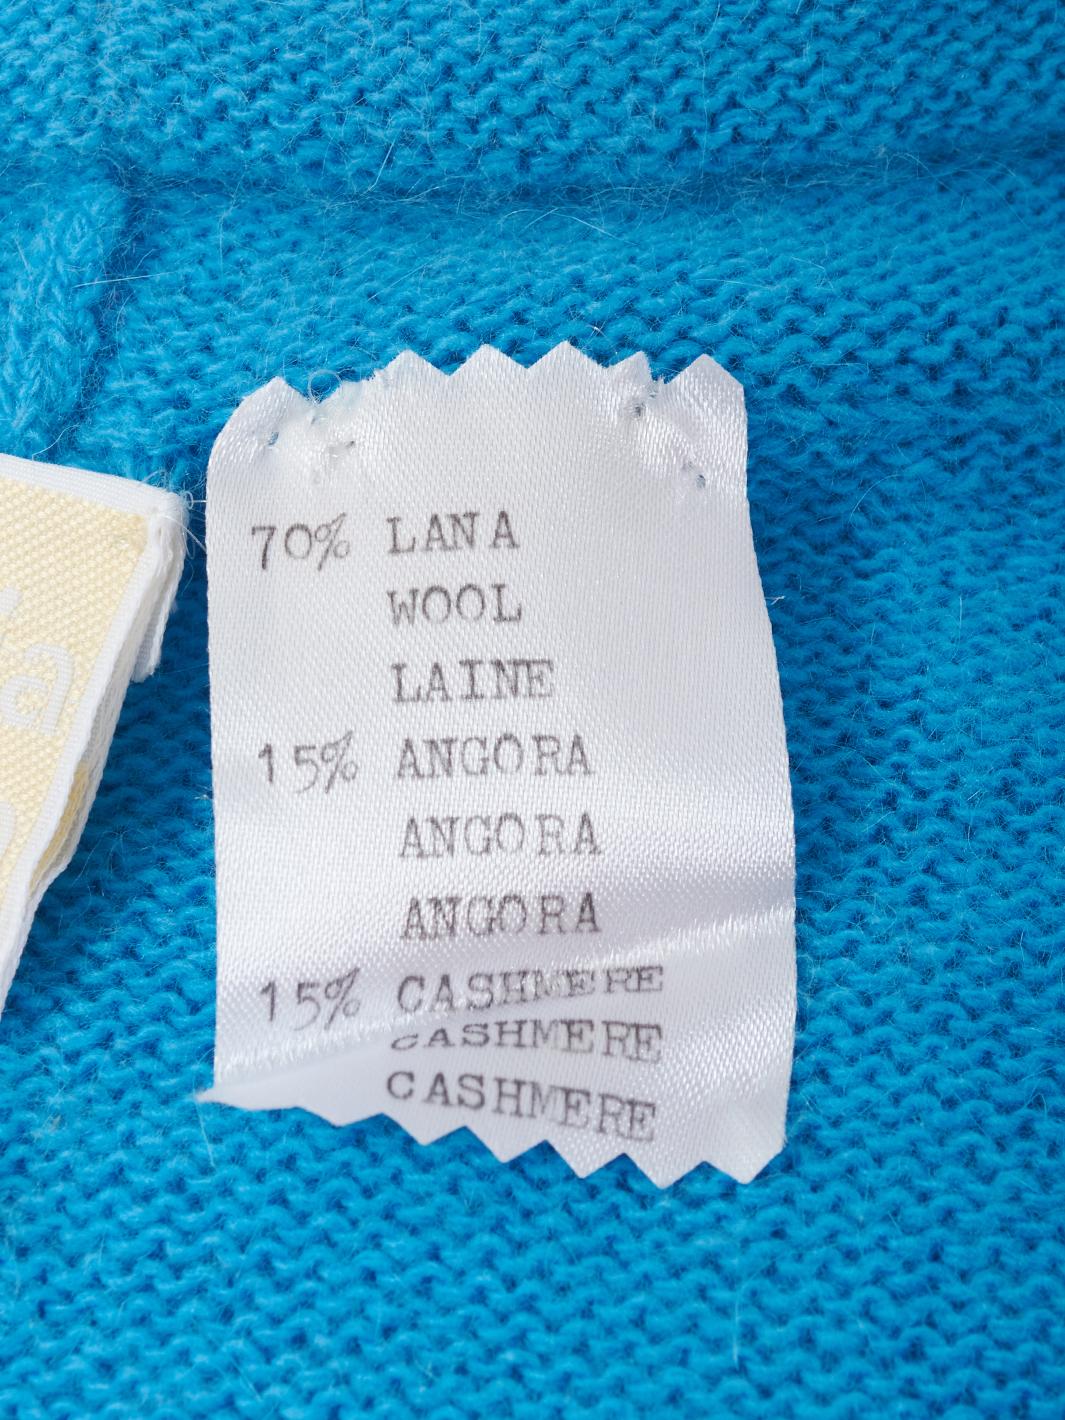 70% LANA
WOOL
LAINE
15% ANGORA
ANGORA
ANGORA
15% CASHMERE
CASHMERE
CASHMERE